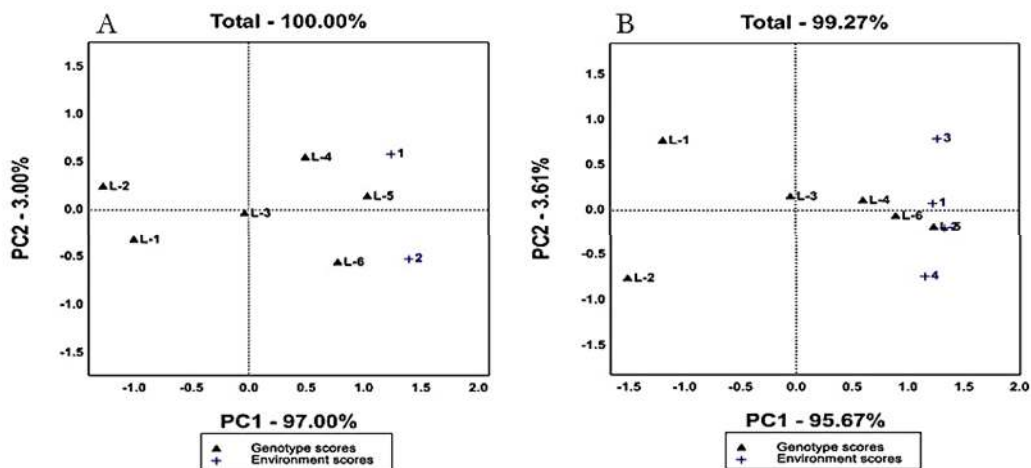 A
Total - 100.00%
1.5
1.0
0.5
0.0
-0.5
-1.0
-1.5
PC2 - 3.00%
L-4
1
L-2
L-5
L-3
L-1
L-6
2
-1.0 -0.5 0.0 0.5 1.0 1.5 2.0
PC1 - 97.00%
Genotype scores
Environment scores
B
Total - 99.27%
1.5
1.0
0.5
0.0
-0.5
-1.0
-1.5
PC2 - 3.61%
L-1
3
L-3
L-4
1
L-6
L-5
L-2
4
-1.5 -1.0 -0.5 0.0 0.5 1.0 1.5 2.0
PC1 - 95.67%
Genotype scores
Environment scores